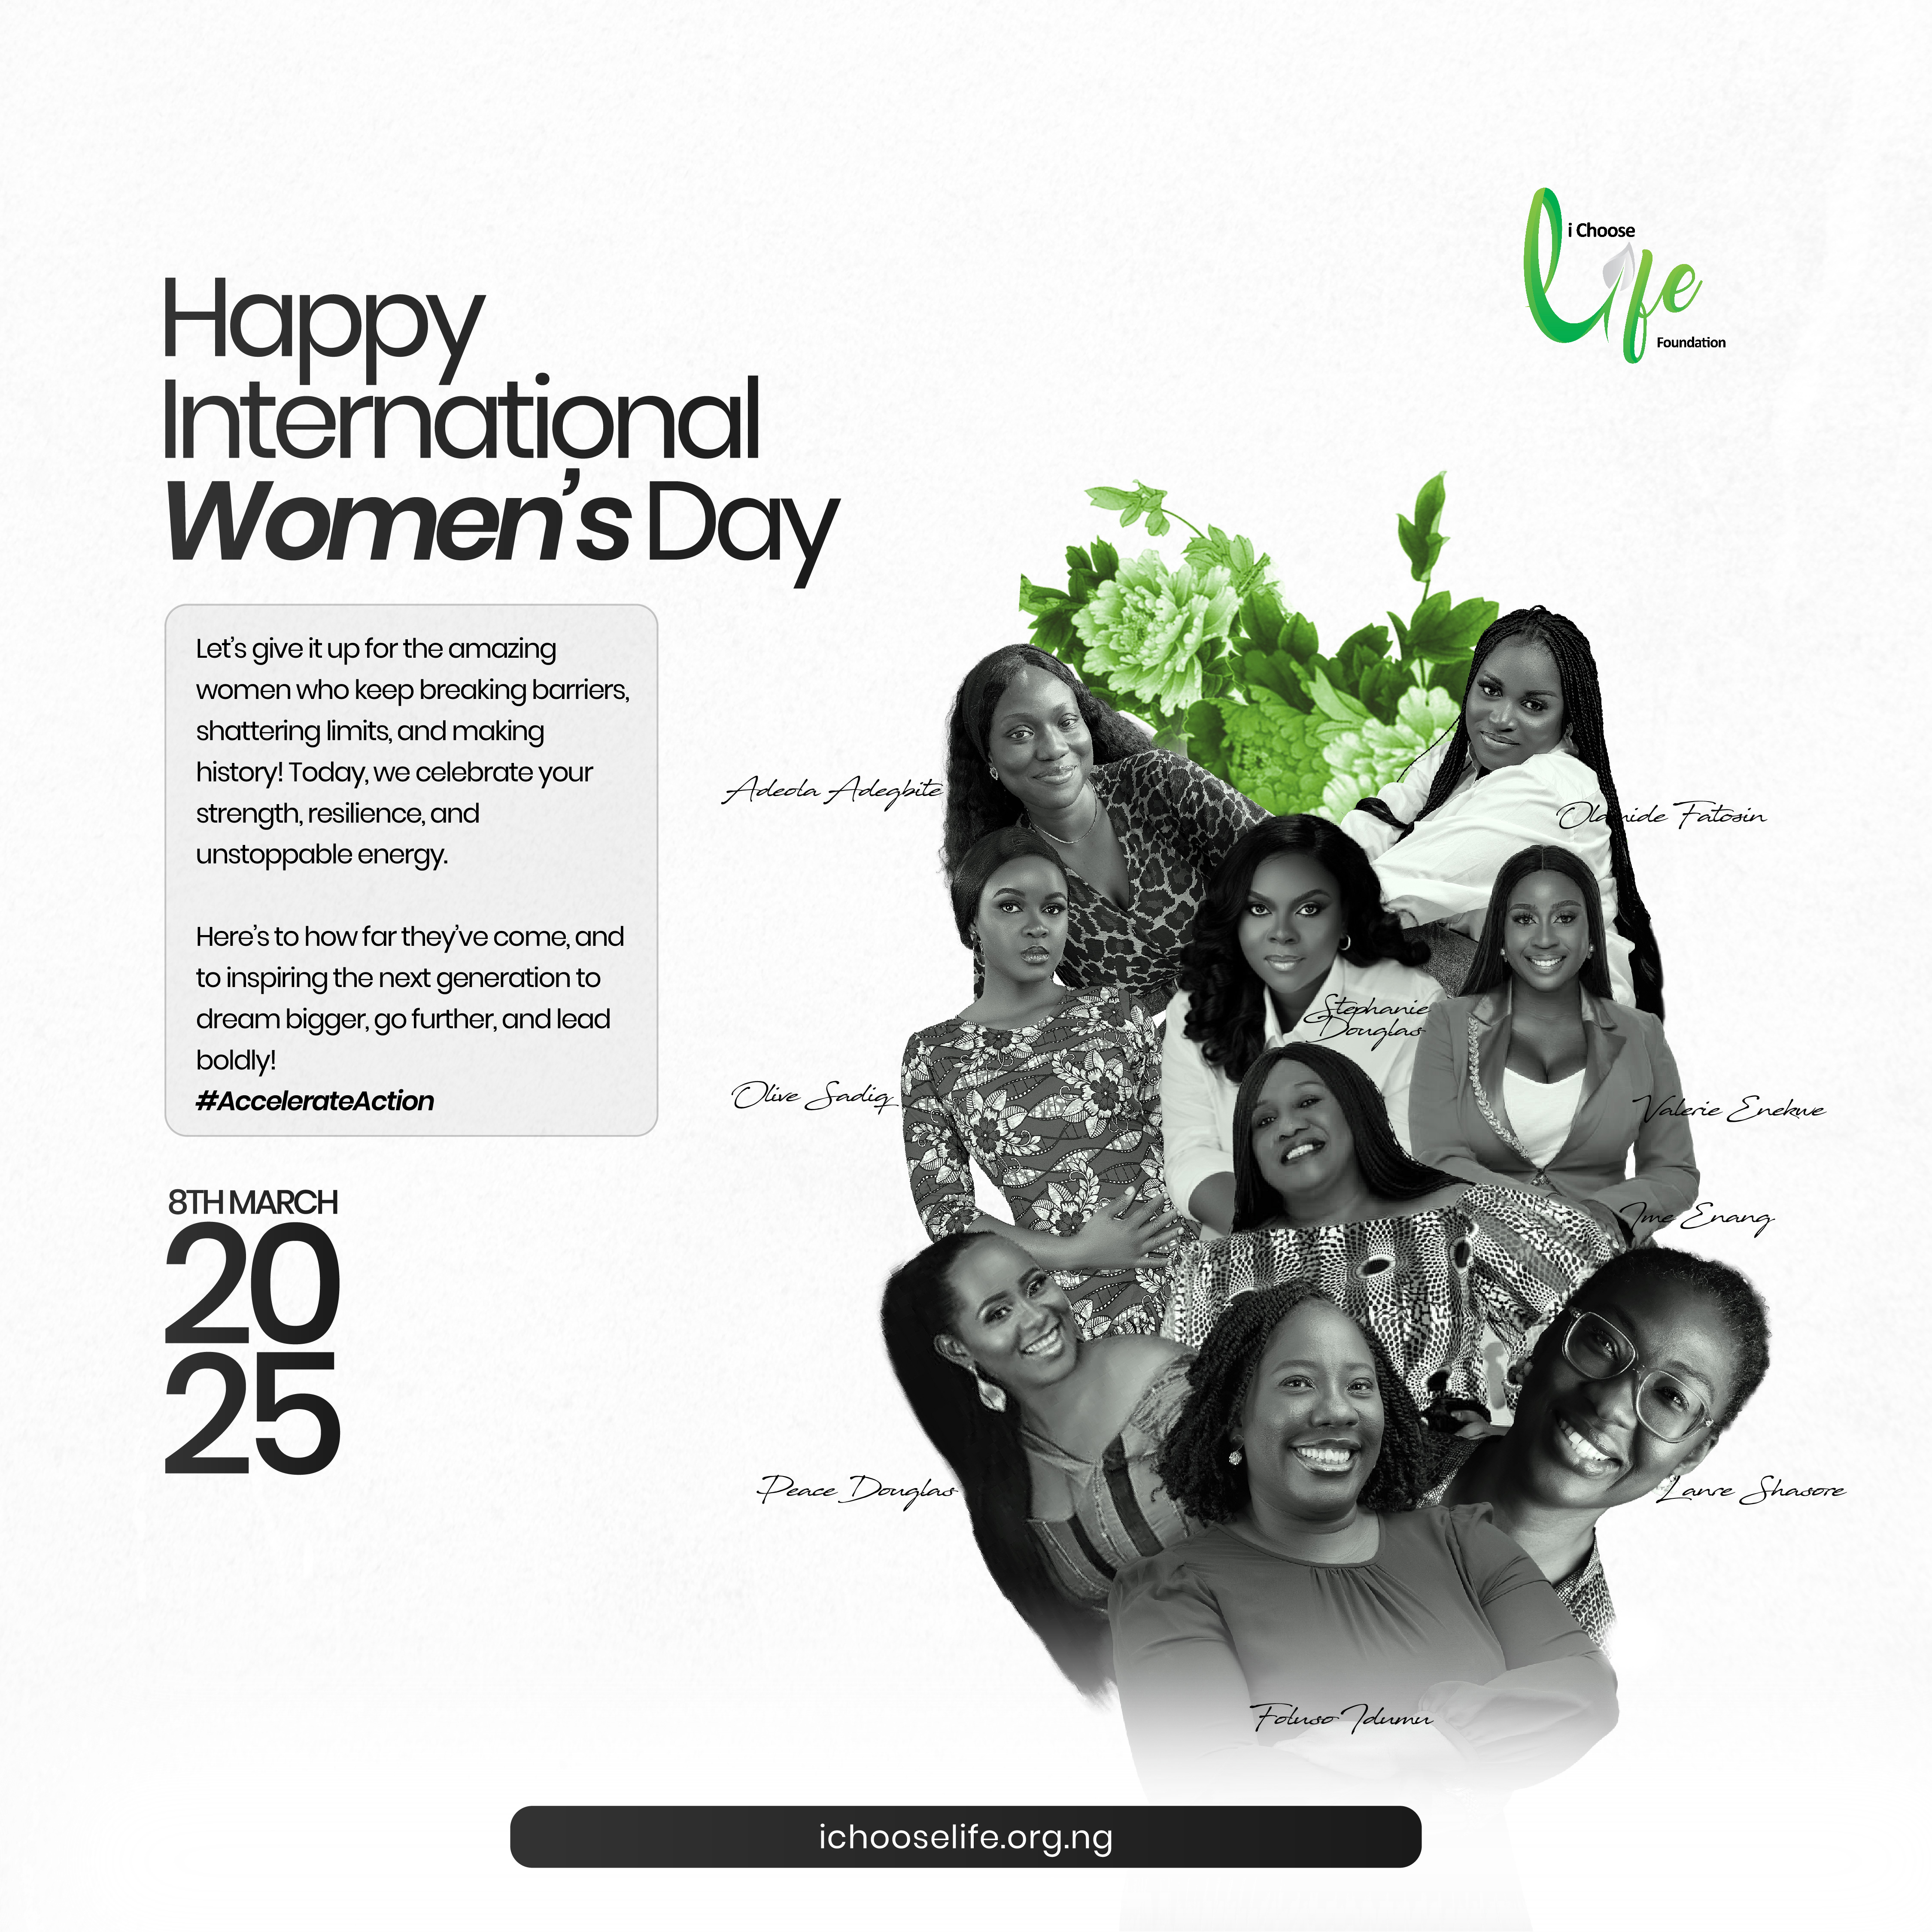 i Choose
Life
Foundation
Happy
International
Women's Day
Let's give it up for the amazing
women who keep breaking barriers,
shattering limits, and making
history! Today, we celebrate your
strength, resilience, and
unstoppable energy.
Here's to how far they've come, and
to inspiring the next generation to
dream bigger, go further, and lead
boldly!
#AccelerateAction
8TH MARCH
20
25
Adeola Adegbite
Olamide Fatosin
Stephanie
Douglas
Olive Sadiq
Valerie Enekwe
Ime Enang
Peace Douglas
Lanre Shasore
Foluso Idumu
ichooselife.org.ng